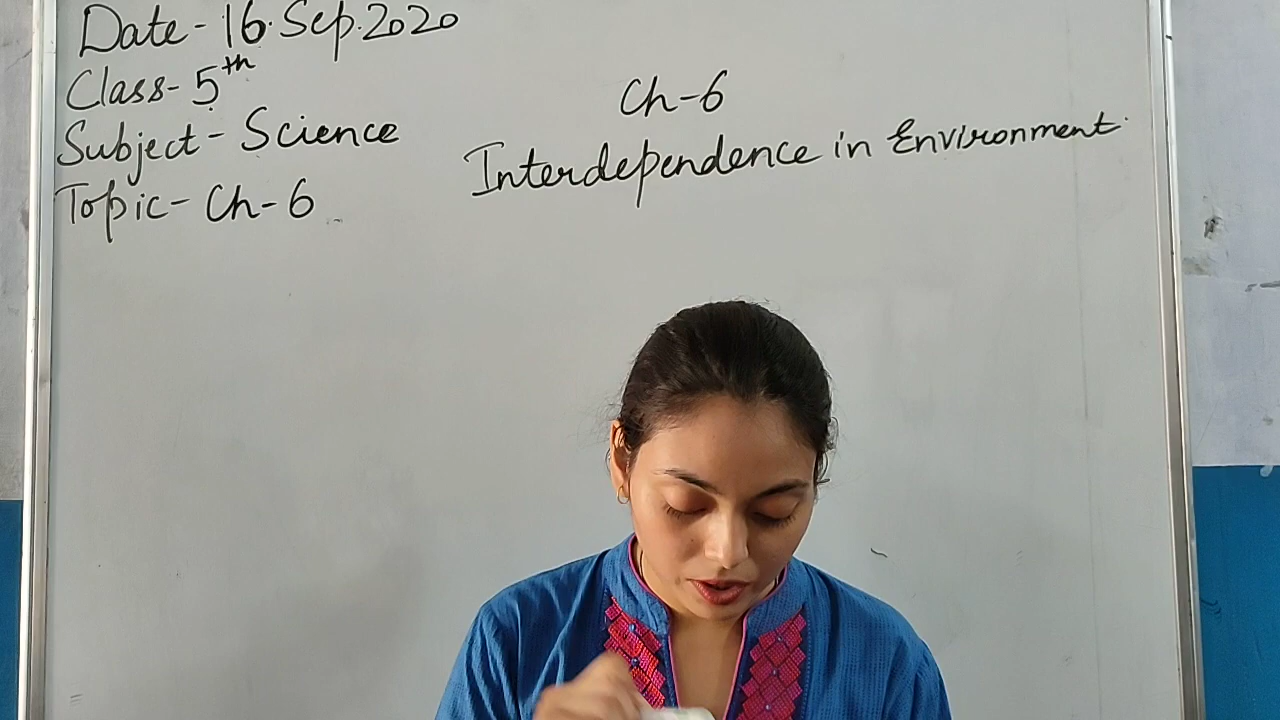 Date - 16. Sep. 2020
Class - 5th
Subject - Science
Topic - Ch - 6
Ch - 6
Interdependence in Environment.